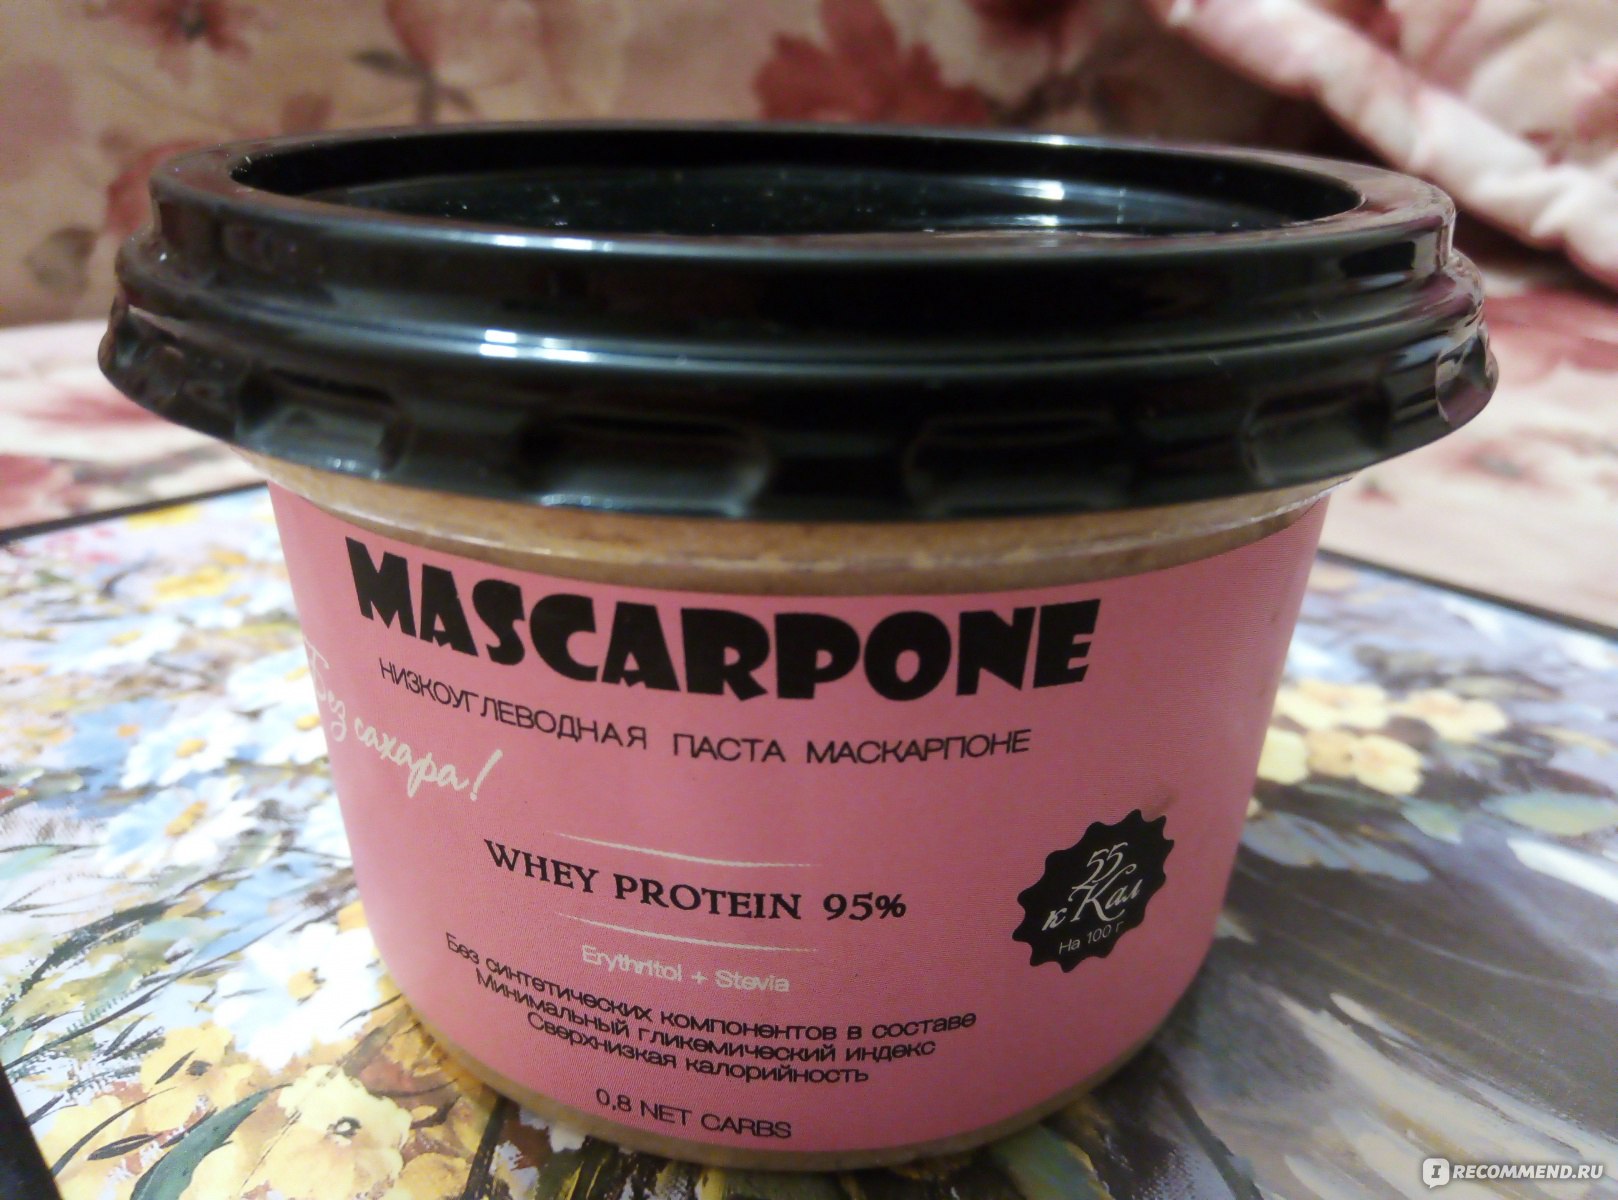 MASCARPONE
НИЗКОУГЛЕВОДНАЯ ПАСТА МАСКАРПОНЕ
Без сахара!
WHEY PROTEIN 95%
Erythritol + Stevia
55
кКал
На 100 г
Без синтетических компонентов в составе
Минимальный гликемический индекс
Сверхнизкая калорийность
0,8 NET CARBS
I RECOMMEND.RU